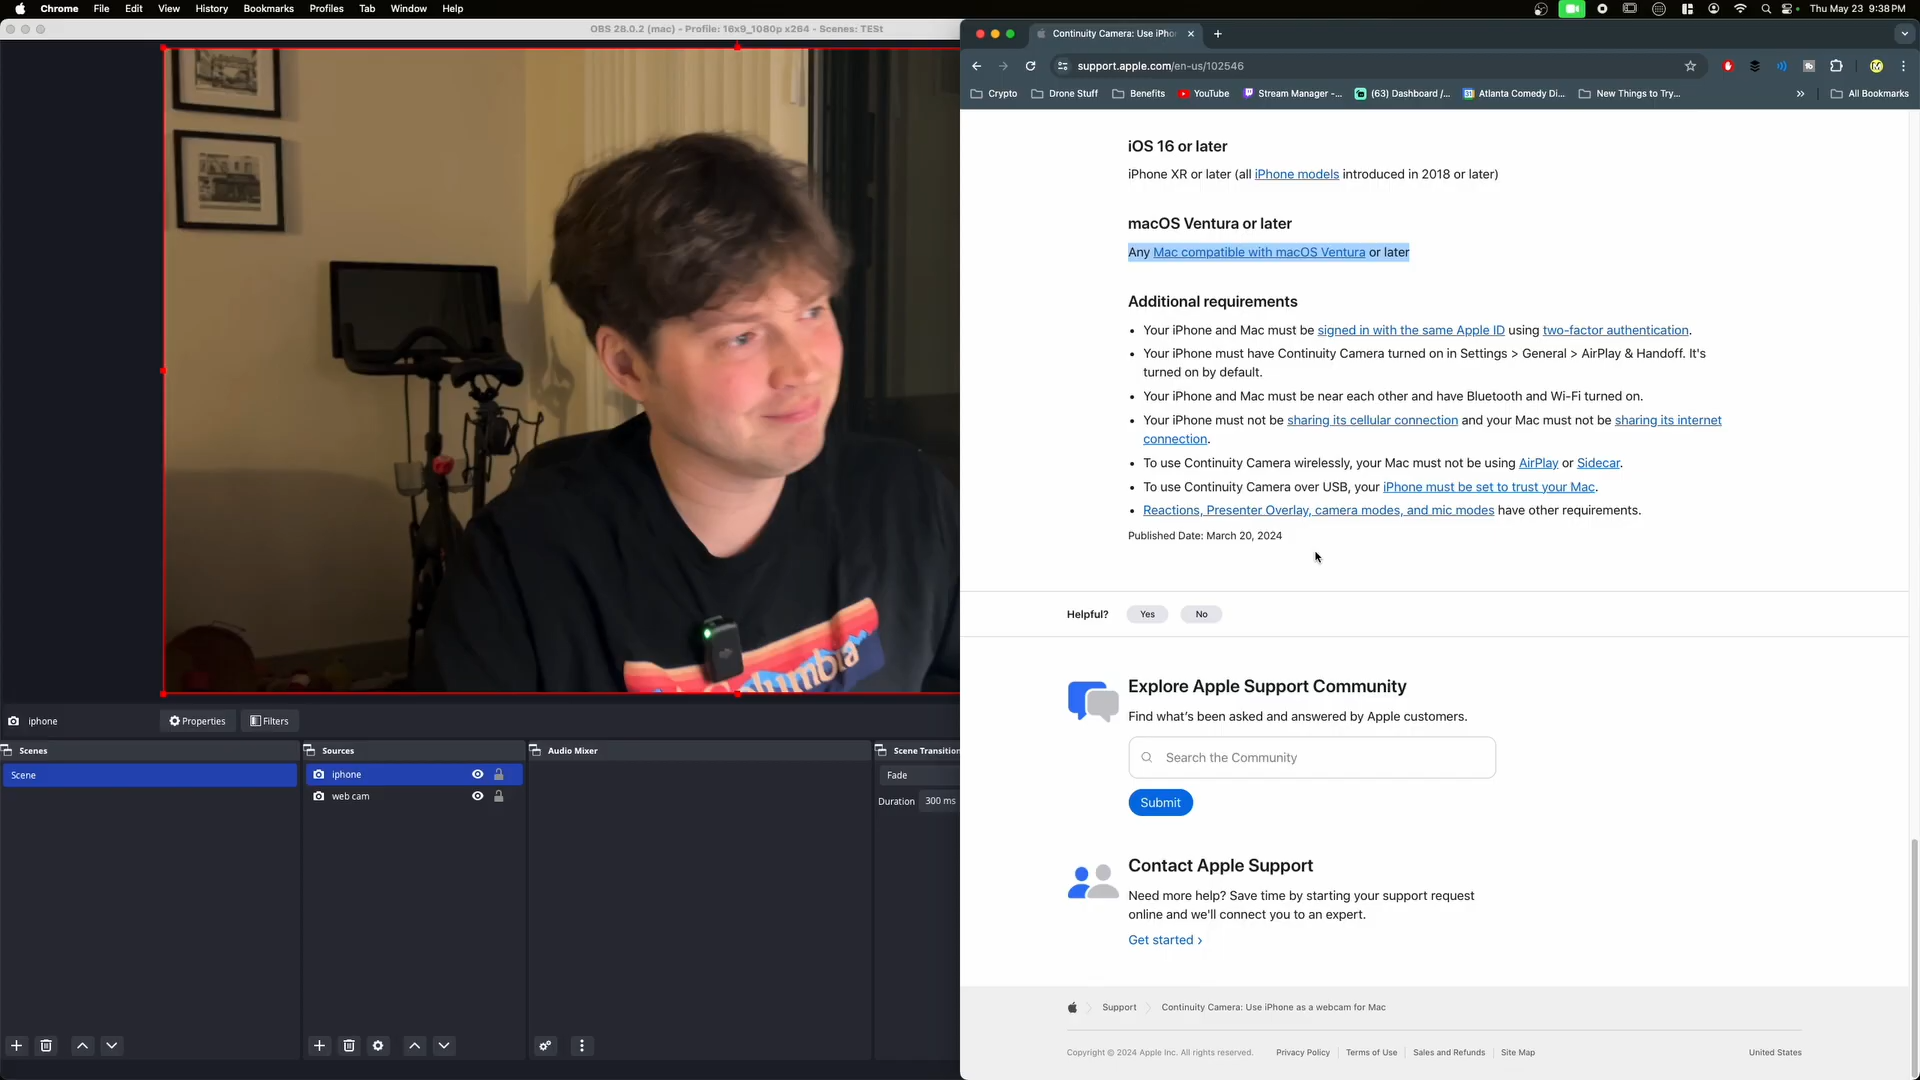 Chrome File Edit View History Bookmarks Profiles Tab Window Help
Thu May 23 9:38 PM
OBS 28.0.2 (mac) - Profile: 16x9_1080p x264 - Scenes: TESt
Columbia
iphone
Properties
Filters
Scenes
Scene
Sources
iphone
web cam
Audio Mixer
Scene Transition
Fade
Duration 300 ms
Continuity Camera: Use iPho
support.apple.com/en-us/102546
Crypto Drone Stuff Benefits YouTube Stream Manager -... (63) Dashboard /... Atlanta Comedy Di... New Things to Try... » All Bookmarks
iOS 16 or later
iPhone XR or later (all iPhone models introduced in 2018 or later)
macOS Ventura or later
Any Mac compatible with macOS Ventura or later
Additional requirements
• Your iPhone and Mac must be signed in with the same Apple ID using two-factor authentication.
• Your iPhone must have Continuity Camera turned on in Settings > General > AirPlay & Handoff. It's
turned on by default.
• Your iPhone and Mac must be near each other and have Bluetooth and Wi-Fi turned on.
• Your iPhone must not be sharing its cellular connection and your Mac must not be sharing its internet
connection.
• To use Continuity Camera wirelessly, your Mac must not be using AirPlay or Sidecar.
• To use Continuity Camera over USB, your iPhone must be set to trust your Mac.
• Reactions, Presenter Overlay, camera modes, and mic modes have other requirements.
Published Date: March 20, 2024
Helpful? Yes No
Explore Apple Support Community
Find what's been asked and answered by Apple customers.
Search the Community
Submit
Contact Apple Support
Need more help? Save time by starting your support request
online and we'll connect you to an expert.
Get started ›
Support Continuity Camera: Use iPhone as a webcam for Mac
Copyright © 2024 Apple Inc. All rights reserved. Privacy Policy Terms of Use Sales and Refunds Site Map United States